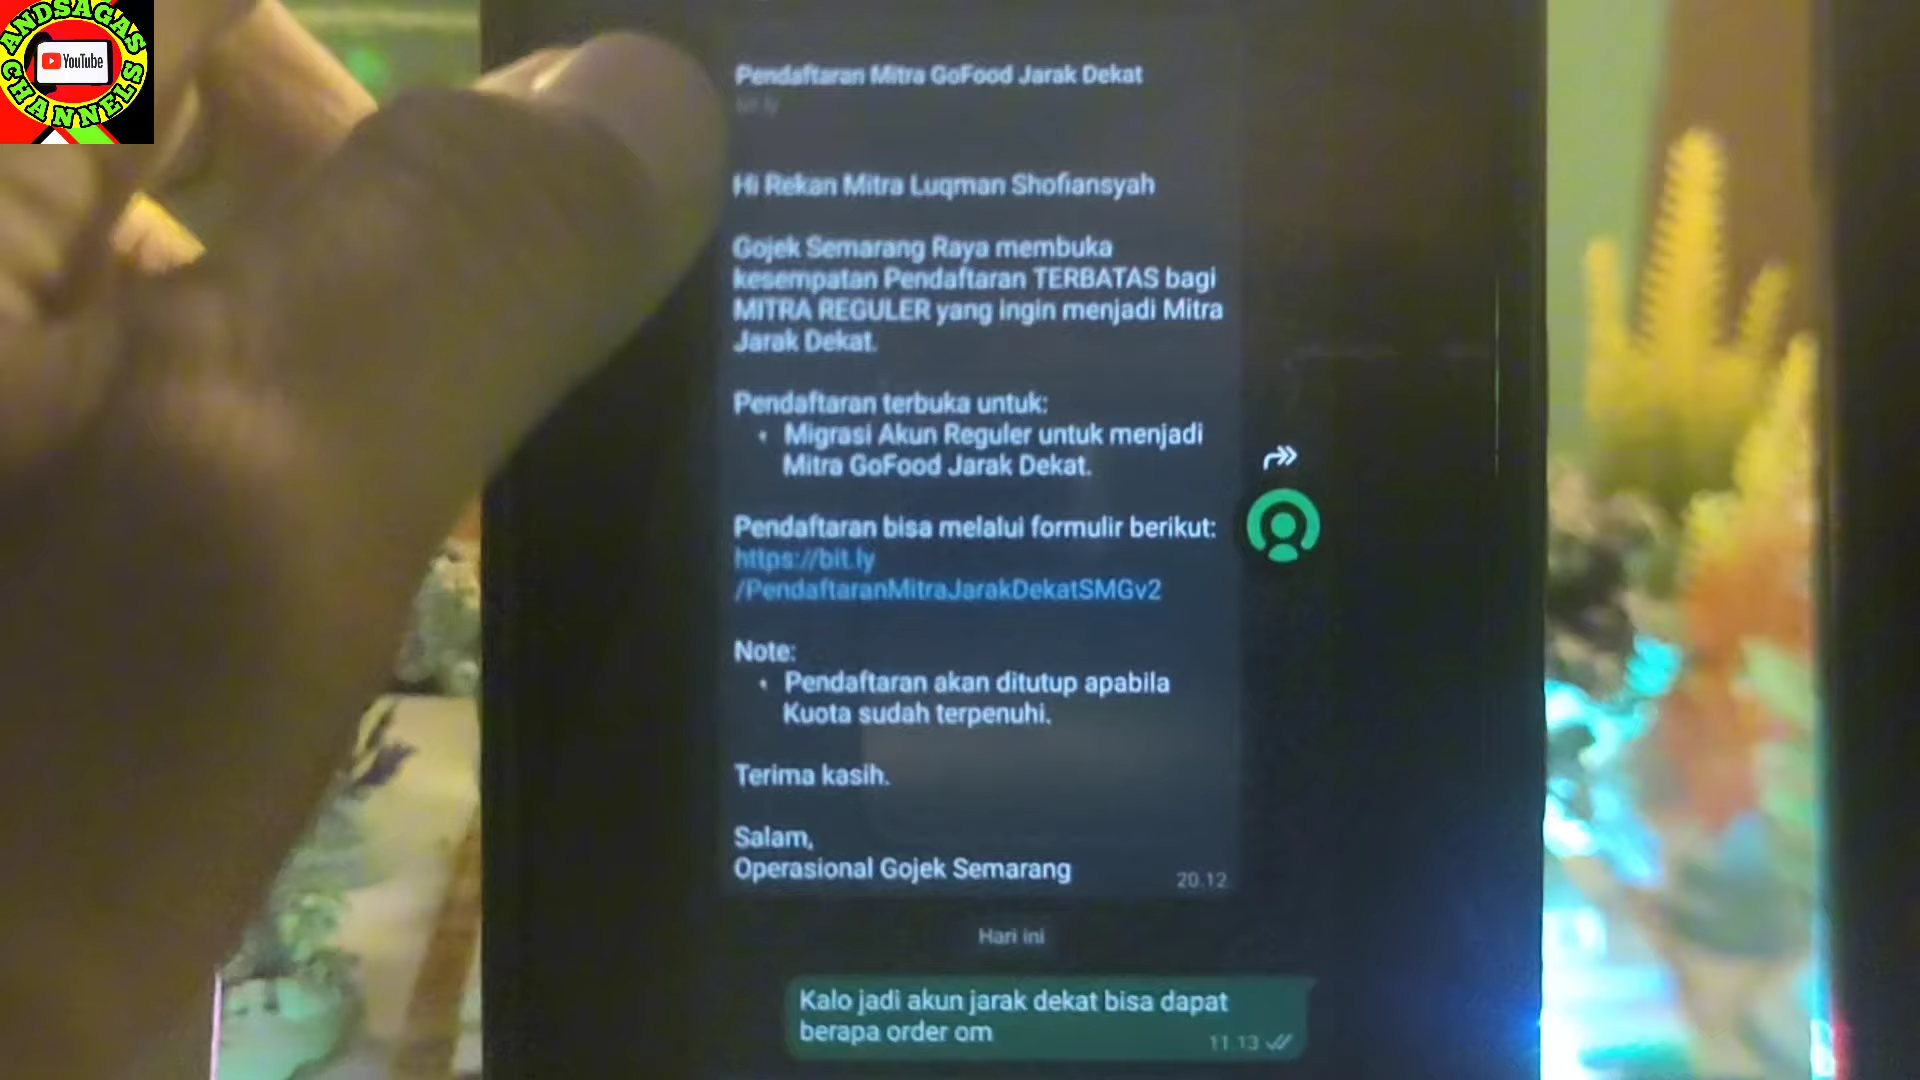 ANDSAGAS
YouTube
CHANNELS
Pendaftaran Mitra GoFood Jarak Dekat
bit.ly
Hi Rekan Mitra Luqman Shofiansyah
Gojek Semarang Raya membuka
kesempatan Pendaftaran TERBATAS bagi
MITRA REGULER yang ingin menjadi Mitra
Jarak Dekat.
Pendaftaran terbuka untuk:
• Migrasi Akun Reguler untuk menjadi
Mitra GoFood Jarak Dekat.
Pendaftaran bisa melalui formulir berikut:
https://bit.ly
/PendaftaranMitraJarakDekatSMGv2
Note:
• Pendaftaran akan ditutup apabila
Kuota sudah terpenuhi.
Terima kasih.
Salam,
Operasional Gojek Semarang
20.12
Hari ini
Kalo jadi akun jarak dekat bisa dapat
berapa order om
11.13